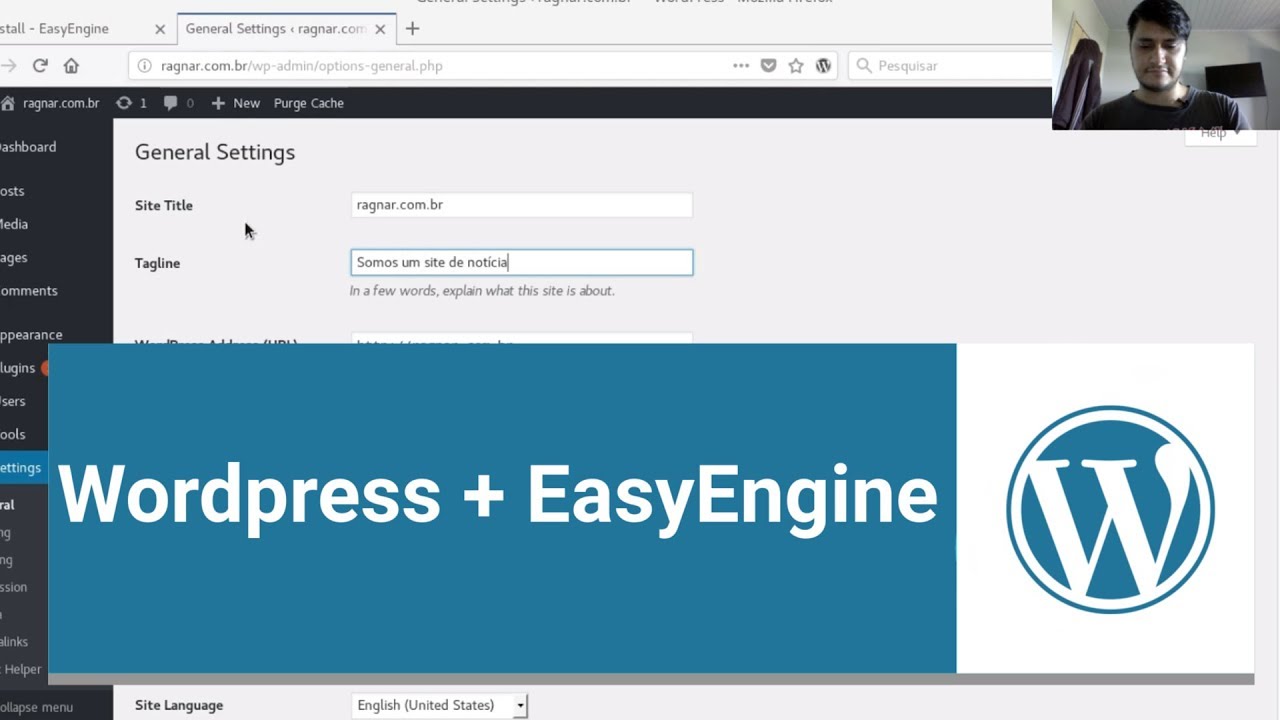 stall - EasyEngine
General Settings ‹ ragnar.com
ragnar.com.br/wp-admin/options-general.php
Pesquisar
ragnar.com.br 1 0 New Purge Cache
Help
ashboard
General Settings
osts
Site Title ragnar.com.br
edia
ages
Tagline Somos um site de notícia
In a few words, explain what this site is about.
omments
ppearance
lugins
sers
ools
ettings
Wordpress + EasyEngine
W
ral
ng
ng
ssion
alinks
Helper
ollapse menu
Site Language English (United States)